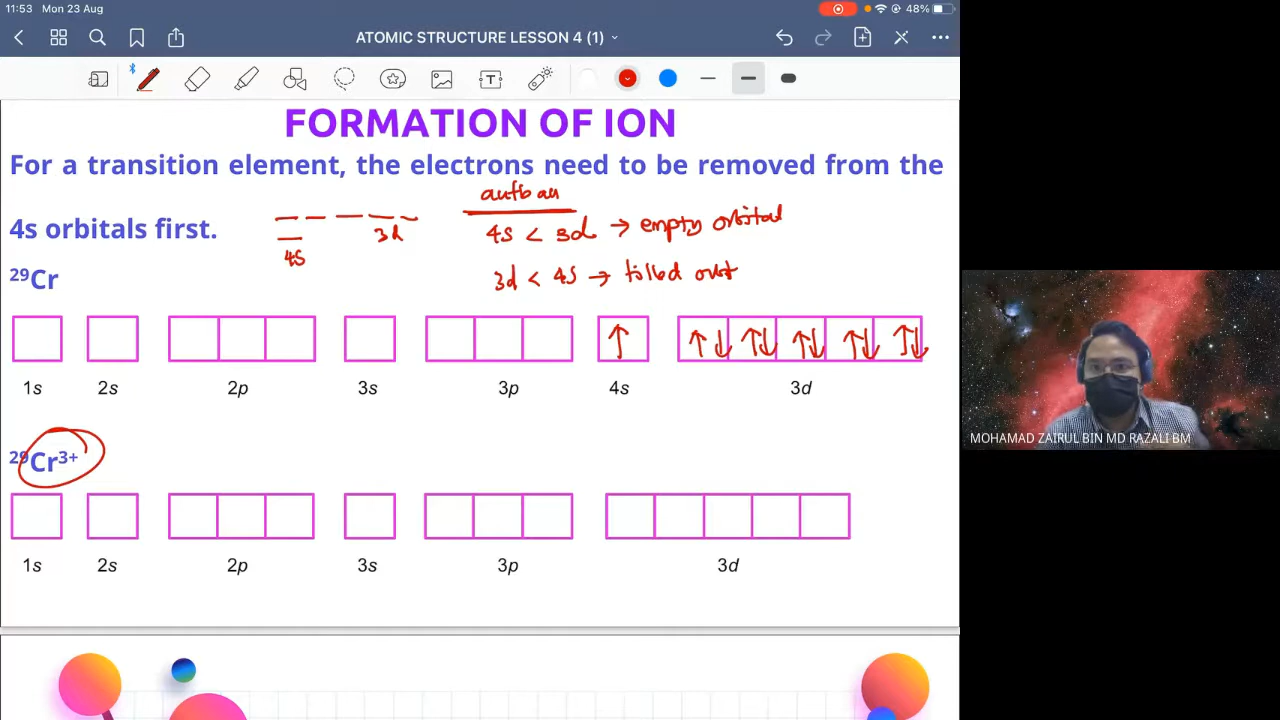 11:53 Mon 23 Aug
48%
ATOMIC STRUCTURE LESSON 4 (1)
FORMATION OF ION
For a transition element, the electrons need to be removed from the
4s orbitals first.
aufbau
4s < 3d → empty orbital
3d
4s
3d < 4s → filled orbit
²⁹Cr
↑ ↑↓ ↑↓ ↑↓ ↑↓ ↑↓
1s 2s 2p 3s 3p 4s 3d
²⁹Cr³⁺
1s 2s 2p 3s 3p 3d
MOHAMAD ZAIRUL BIN MD RAZALI BM